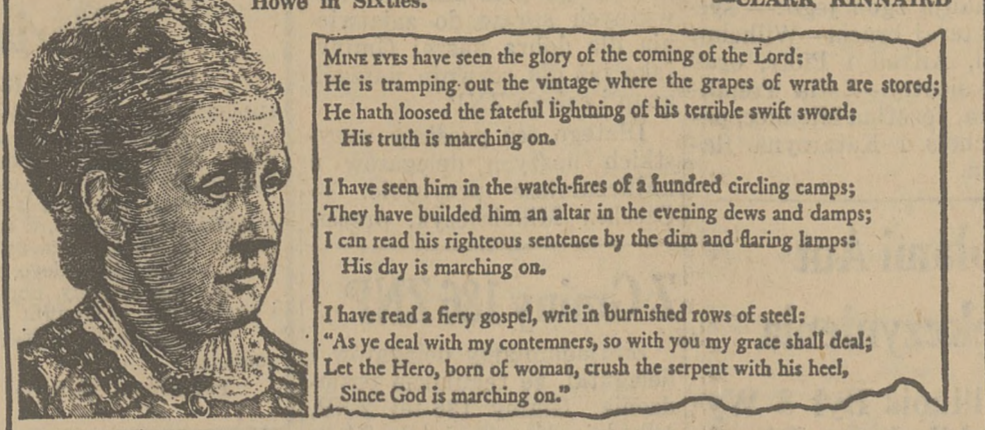 Howe in Sixties.
—CLARK KINNAIRD
MINE EYES have seen the glory of the coming of the Lord:
He is tramping out the vintage where the grapes of wrath are stored;
He hath loosed the fateful lightning of his terrible swift sword:
His truth is marching on.
I have seen him in the watch-fires of a hundred circling camps;
They have builded him an altar in the evening dews and damps;
I can read his righteous sentence by the dim and flaring lamps:
His day is marching on.
I have read a fiery gospel, writ in burnished rows of steel:
“As ye deal with my contemners, so with you my grace shall deal;
Let the Hero, born of woman, crush the serpent with his heel,
Since God is marching on.”